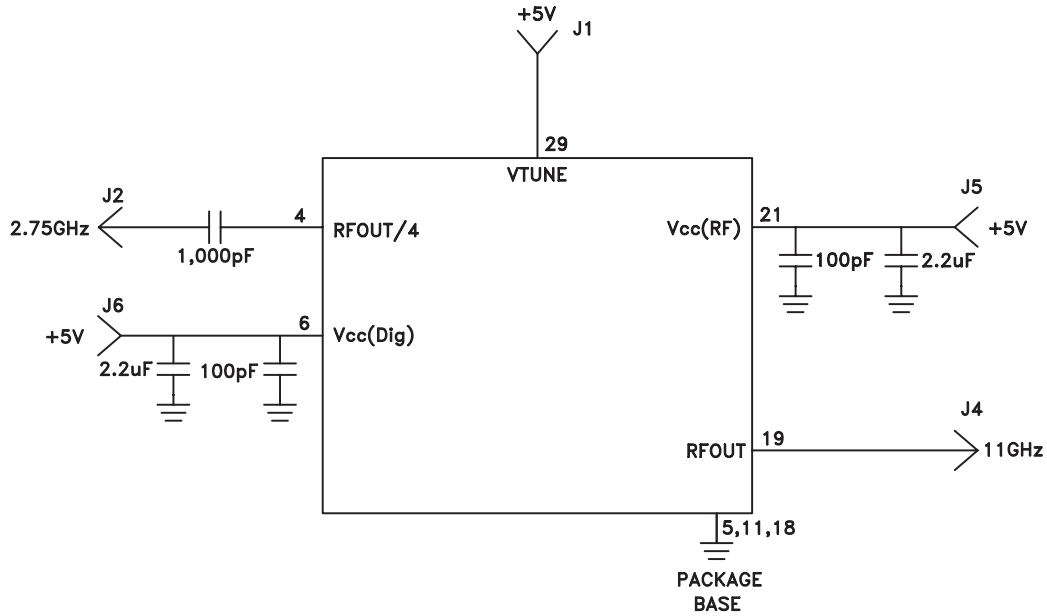 +5V
J1
29
VTUNE
J2
2.75GHz
1,000pF
4
RFOUT/4
J6
+5V
2.2uF
100pF
6
Vcc(Dig)
21
Vcc(RF)
J5
+5V
100pF
2.2uF
RFOUT
19
J4
11GHz
5,11,18
PACKAGE
BASE